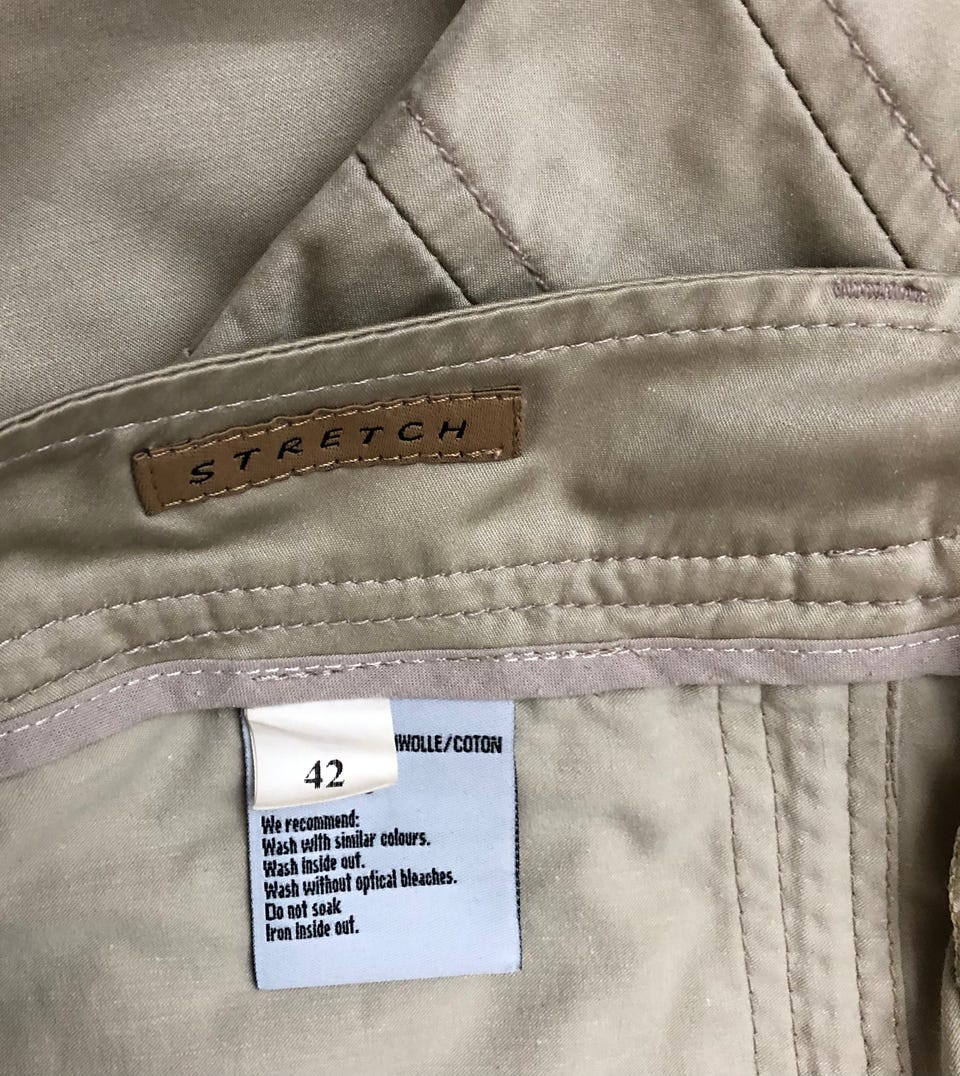 STRETCH
WOLLE/COTON
42
We recommend:
Wash with similar colours.
Wash inside out.
Wash without optical bleaches.
Do not soak
Iron inside out.